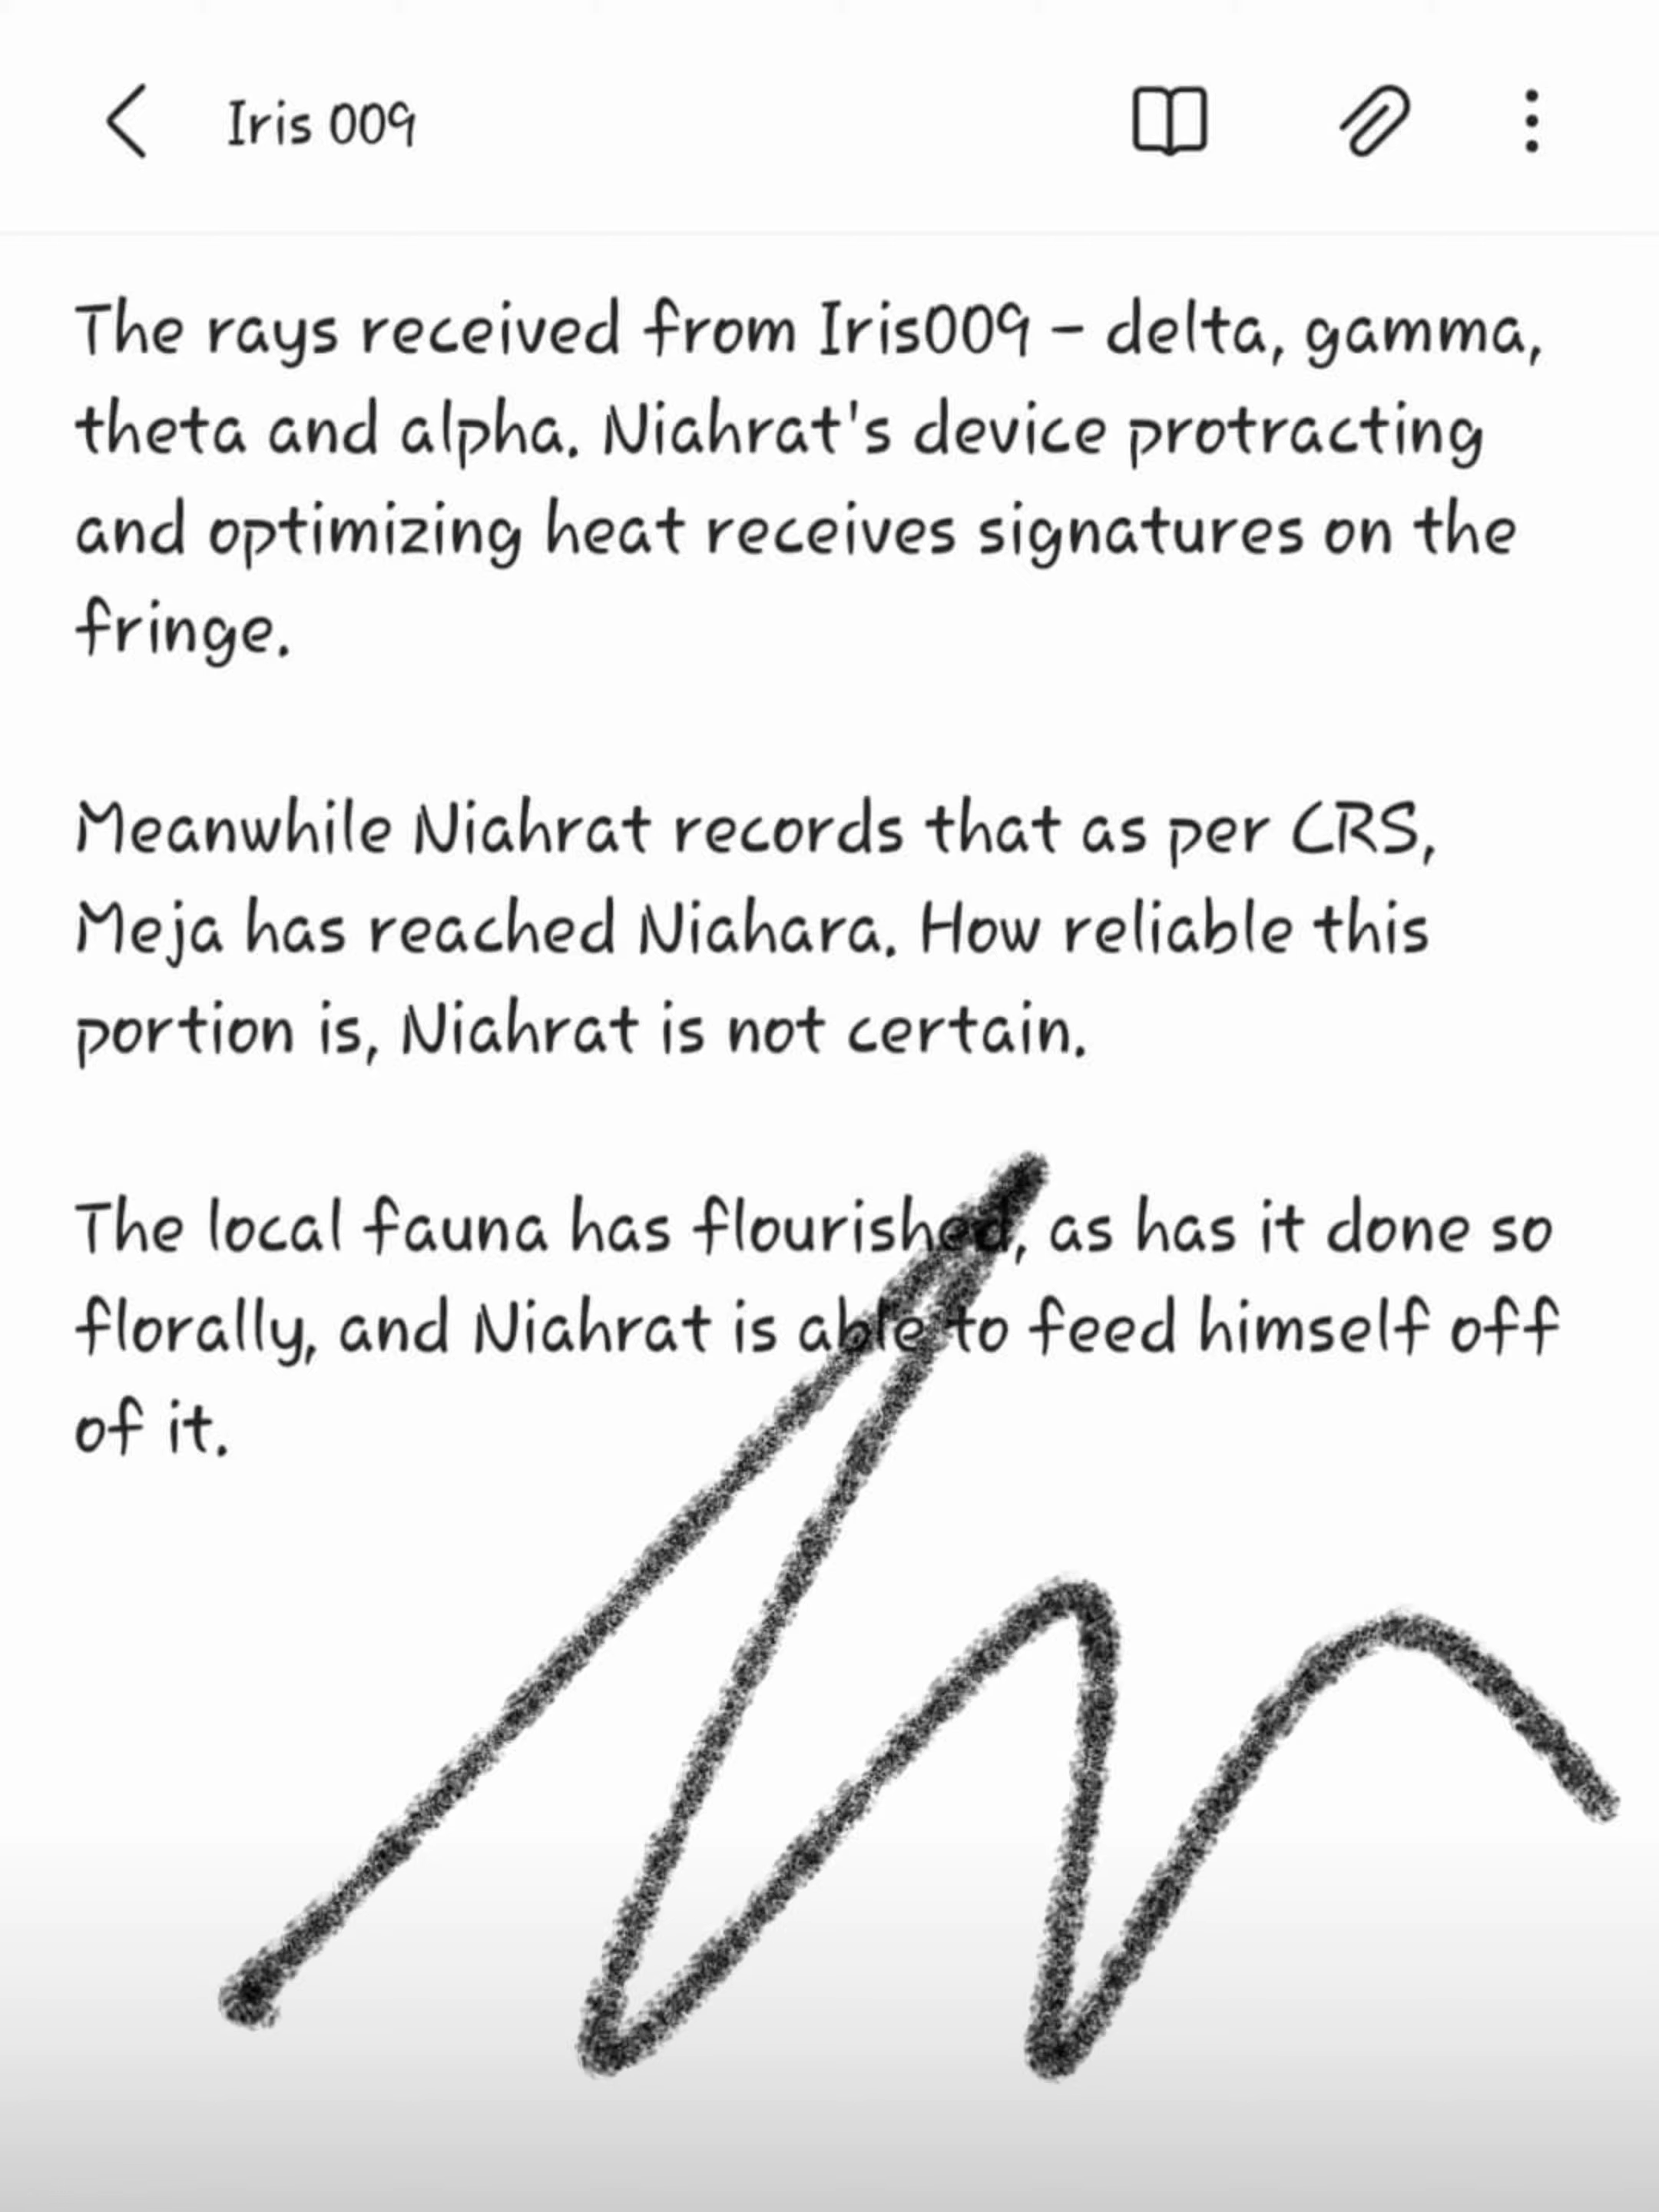 Iris 009
The rays received from Iris009 - delta, gamma,
theta and alpha. Niahrat's device protracting
and optimizing heat receives signatures on the
fringe.
Meanwhile Niahrat records that as per CRS,
Meja has reached Niahara. How reliable this
portion is, Niahrat is not certain.
The local fauna has flourished, as has it done so
florally, and Niahrat is able to feed himself off
of it.